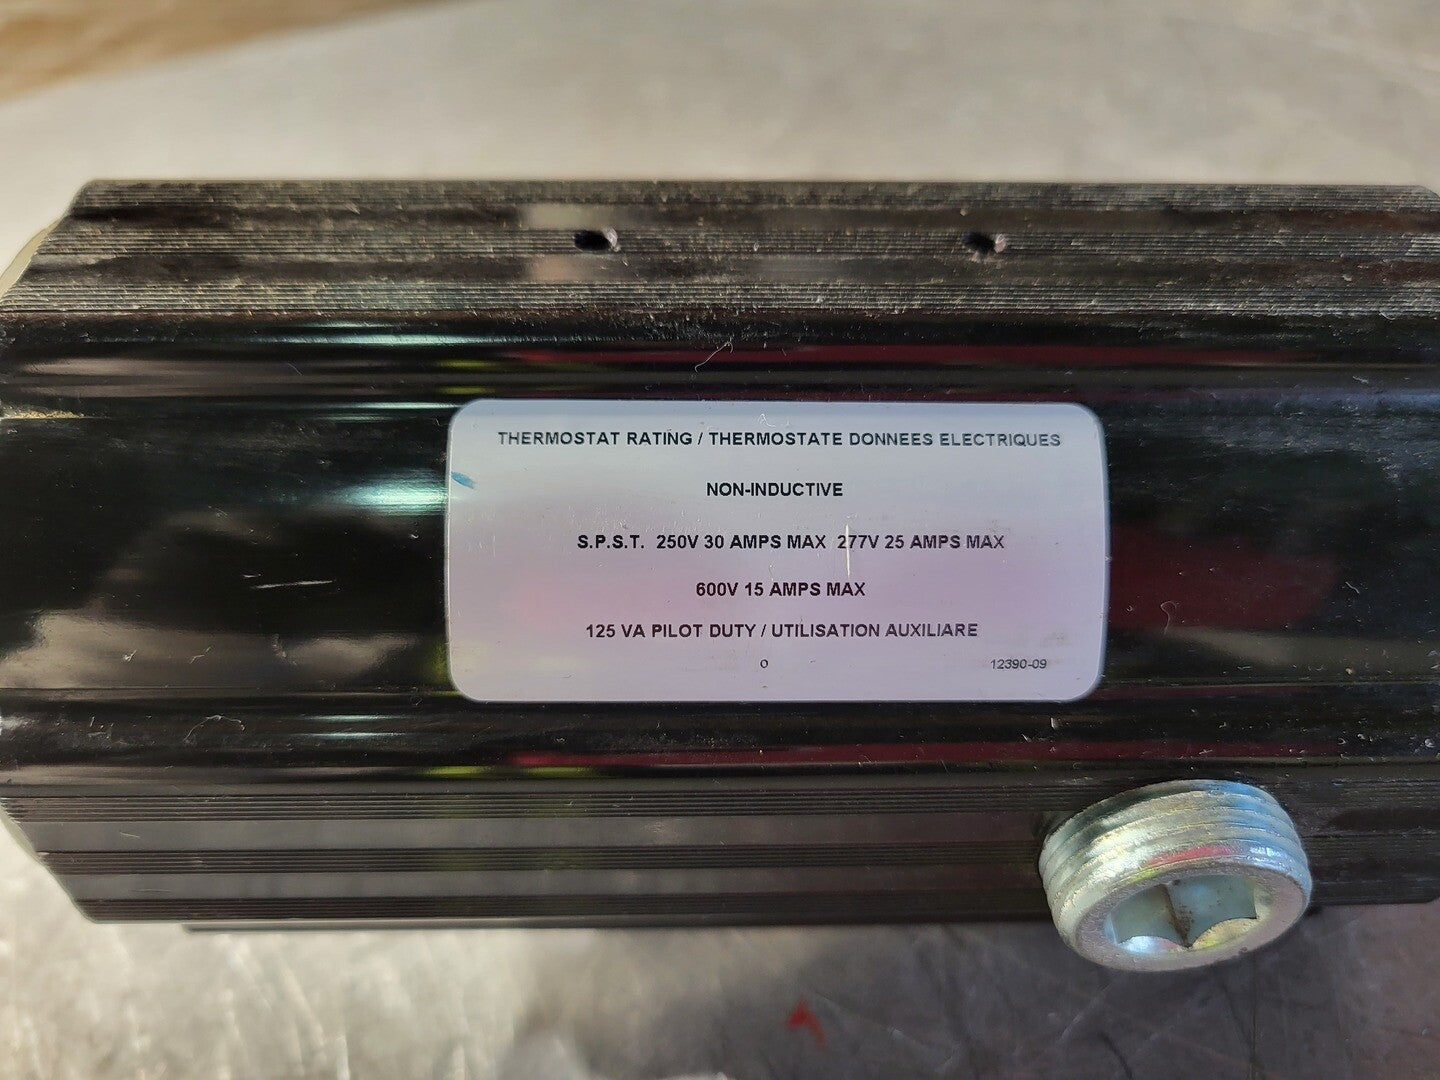 THERMOSTAT RATING / THERMOSTATE DONNEES ELECTRIQUES
NON-INDUCTIVE
S.P.S.T. 250V 30 AMPS MAX 277V 25 AMPS MAX
600V 15 AMPS MAX
125 VA PILOT DUTY / UTILISATION AUXILIARE
0 12390-09